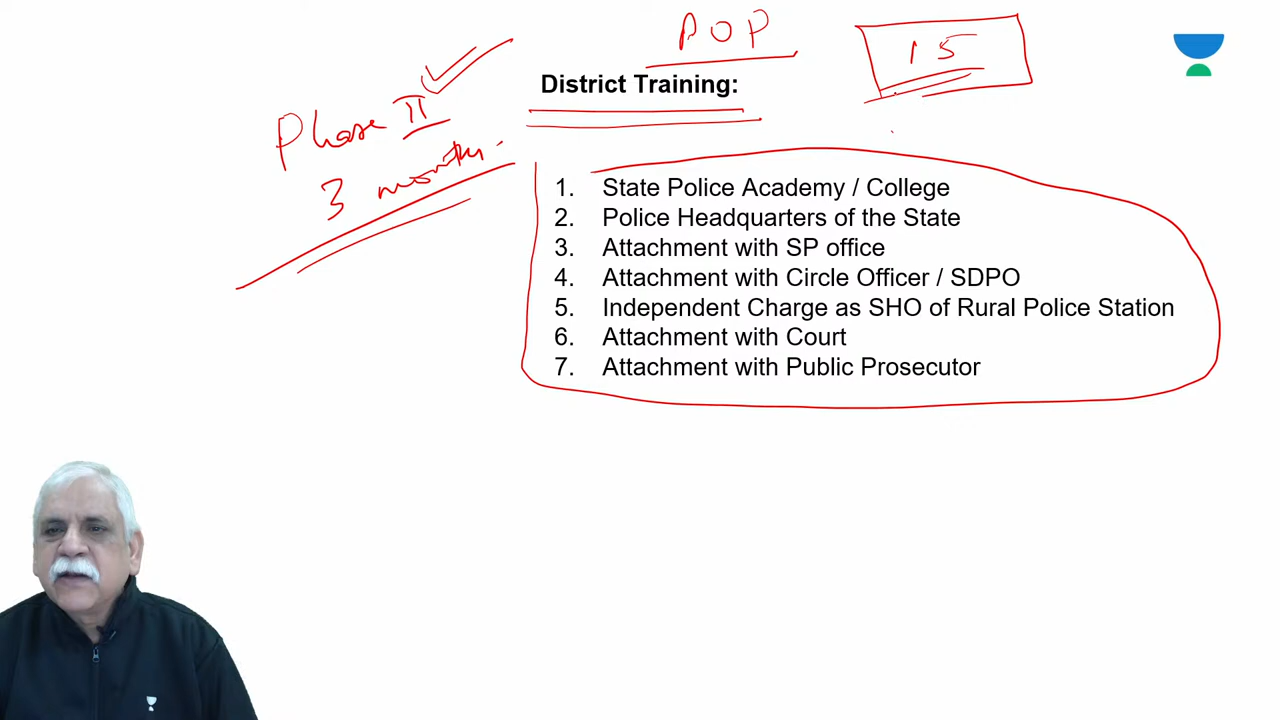 POP
15
District Training:
Phase II
3 months.
1. State Police Academy / College
2. Police Headquarters of the State
3. Attachment with SP office
4. Attachment with Circle Officer / SDPO
5. Independent Charge as SHO of Rural Police Station
6. Attachment with Court
7. Attachment with Public Prosecutor